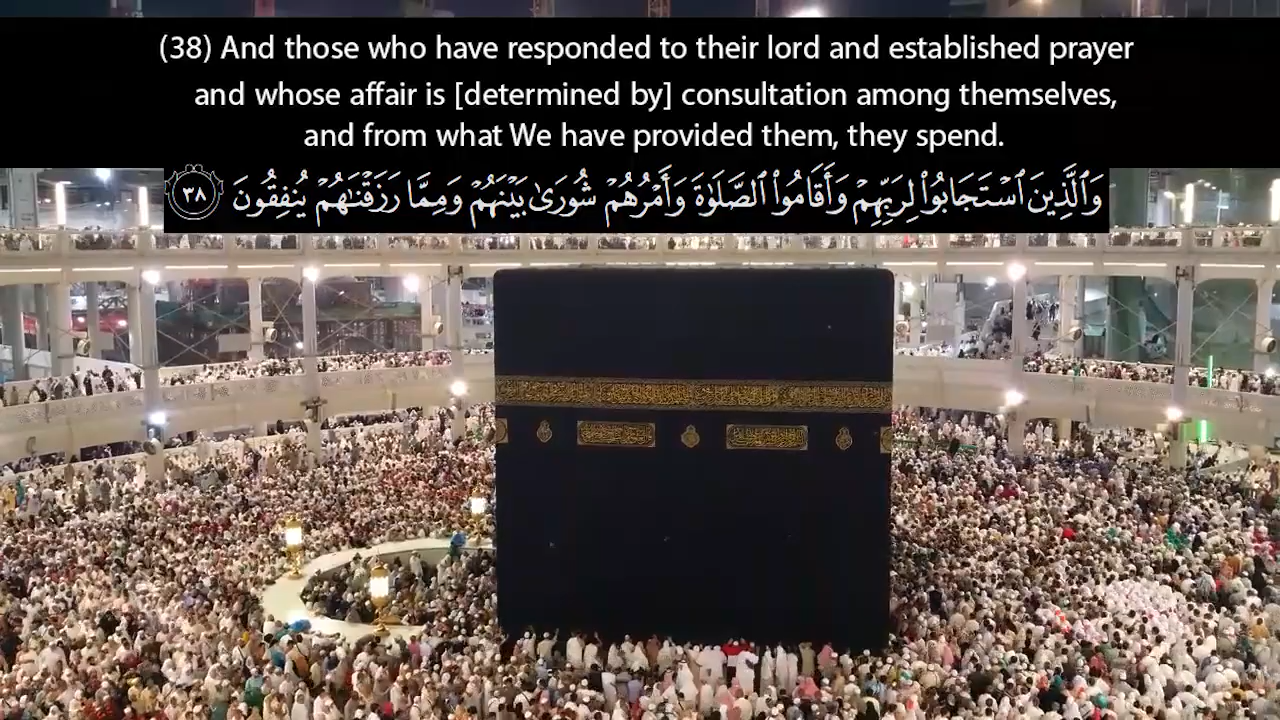 (38) And those who have responded to their lord and established prayer
and whose affair is [determined by] consultation among themselves,
and from what We have provided them, they spend.
وَٱلَّذِينَ ٱسْتَجَابُوا۟ لِرَبِّهِمْ وَأَقَامُوا۟ ٱلصَّلَوٰةَ وَأَمْرُهُمْ شُورَىٰ بَيْنَهُمْ وَمِمَّا رَزَقْنَـٰهُمْ يُنفِقُونَ ٣٨